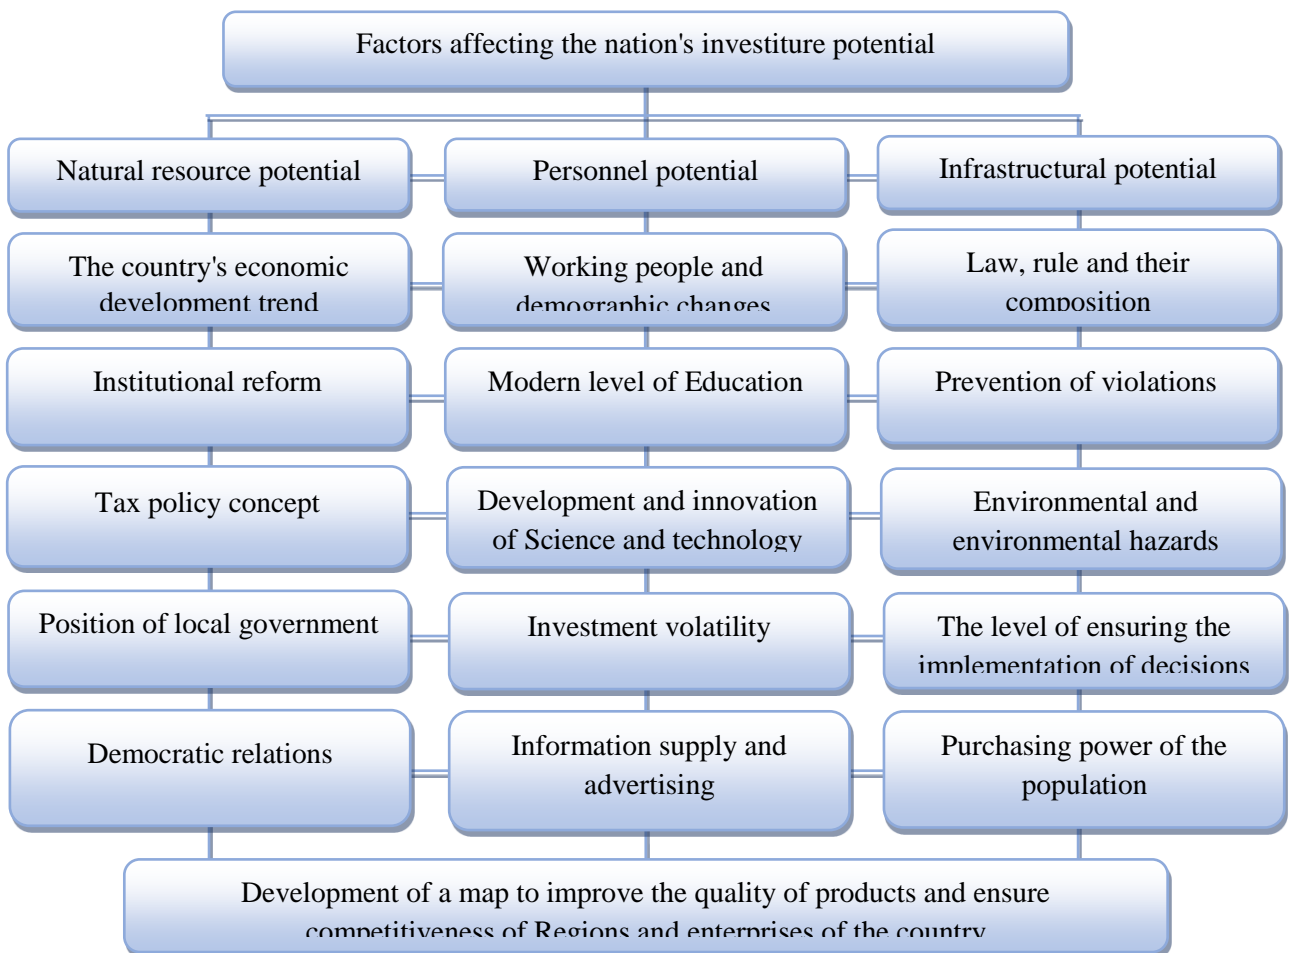 Factors affecting the nation's investiture potential
Natural resource potential
Personnel potential
Infrastructural potential
The country's economic
development trend
Working people and
demographic changes
Law, rule and their
composition
Institutional reform
Modern level of Education
Prevention of violations
Tax policy concept
Development and innovation
of Science and technology
Environmental and
environmental hazards
Position of local government
Investment volatility
The level of ensuring the
implementation of decisions
Democratic relations
Information supply and
advertising
Purchasing power of the
population
Development of a map to improve the quality of products and ensure
competitiveness of Regions and enterprises of the country